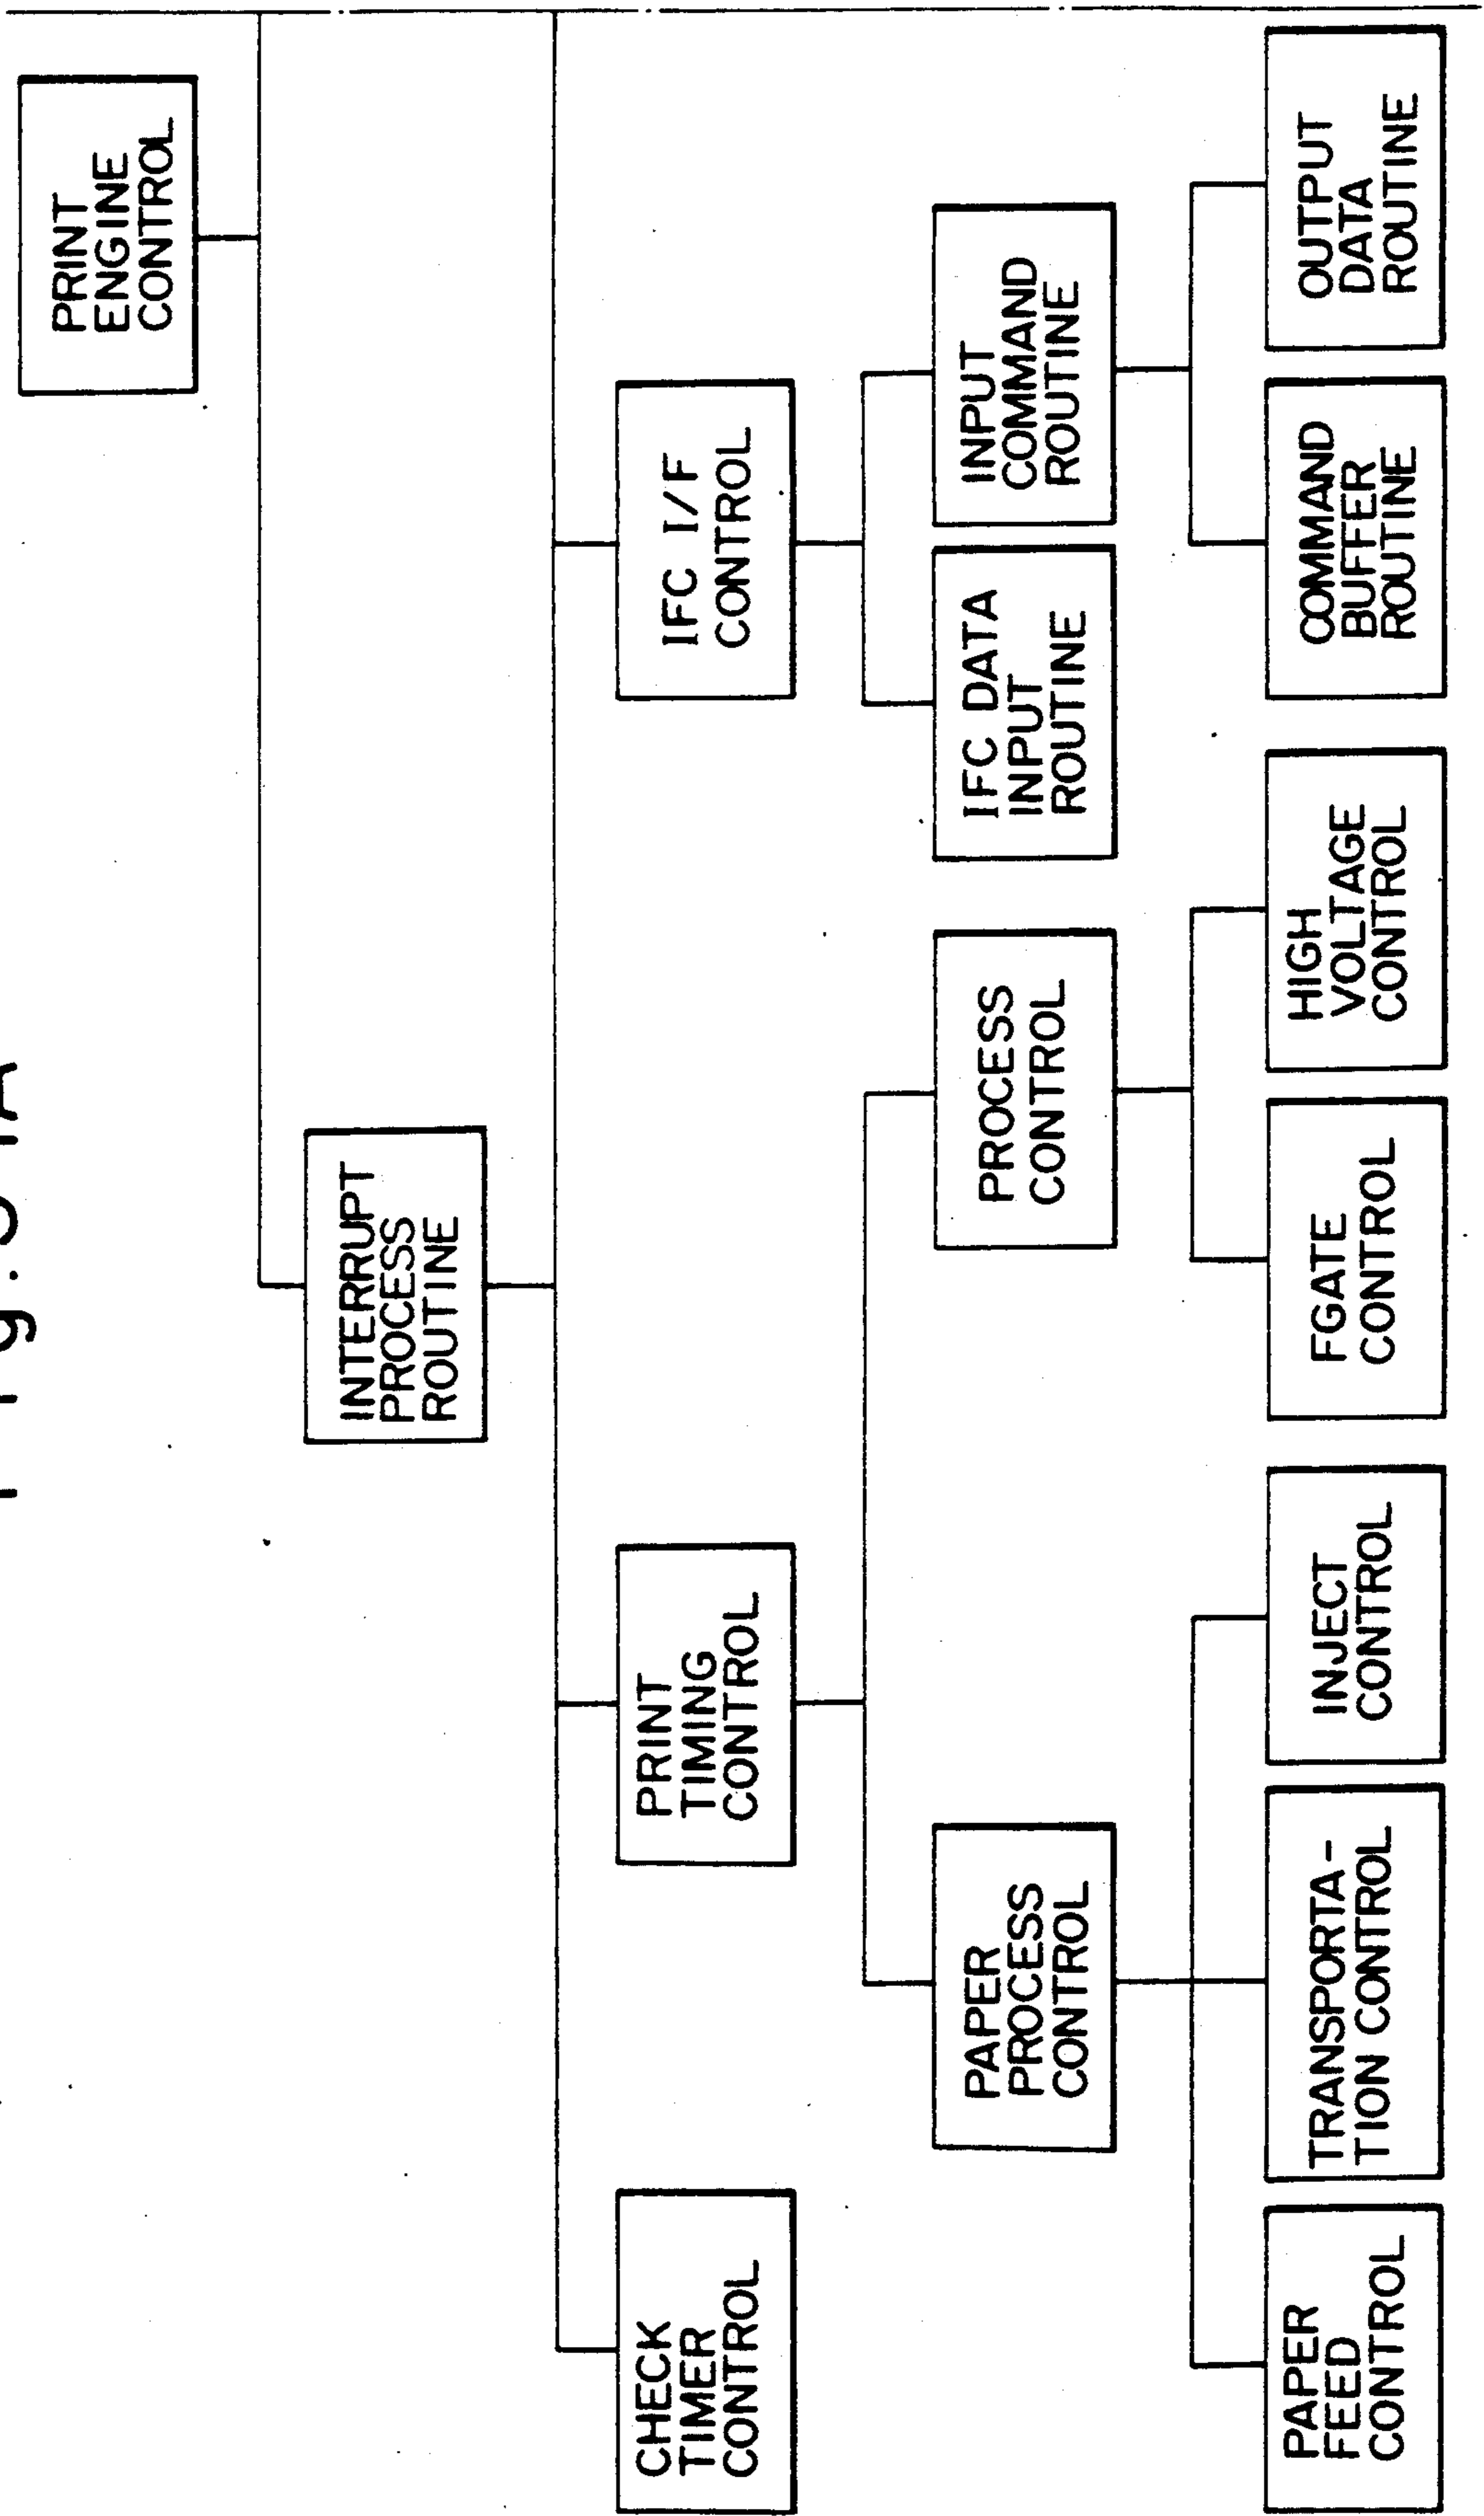 PRINT
ENGINE
CONTROL
INTERRUPT
PROCESS
ROUTINE
CHECK
TIMER
CONTROL
PRINT
TIMING
CONTROL
IFC I/F
CONTROL
PAPER
PROCESS
CONTROL
PROCESS
CONTROL
IFC DATA
INPUT
ROUTINE
INPUT
COMMAND
ROUTINE
PAPER
FEED
CONTROL
TRANSPORTA-
TION CONTROL
INJECT
CONTROL
FGATE
CONTROL
HIGH
VOLTAGE
CONTROL
COMMAND
BUFFER
ROUTINE
OUTPUT
DATA
ROUTINE